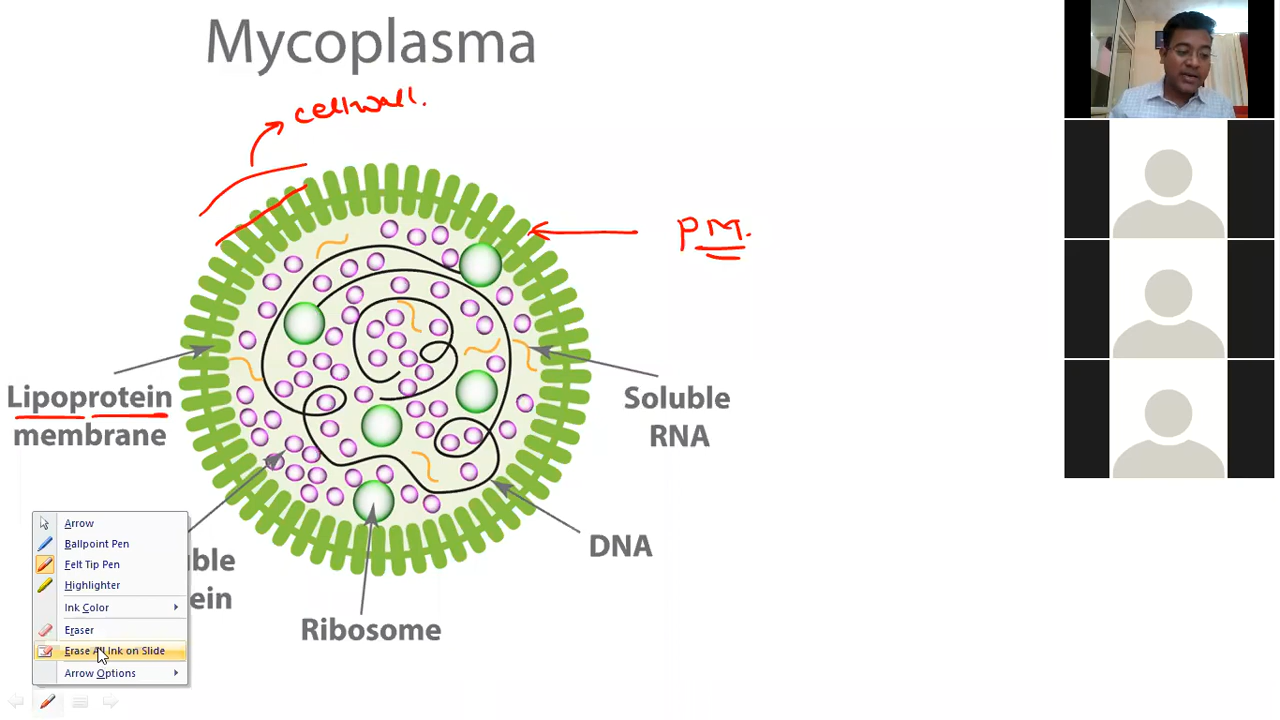 Mycoplasma
cellwall.
PM.
Lipoprotein
membrane
Soluble
RNA
DNA
Ribosome
Arrow
Ballpoint Pen
Felt Tip Pen
Highlighter
Ink Color
Eraser
Erase All Ink on Slide
Arrow Options